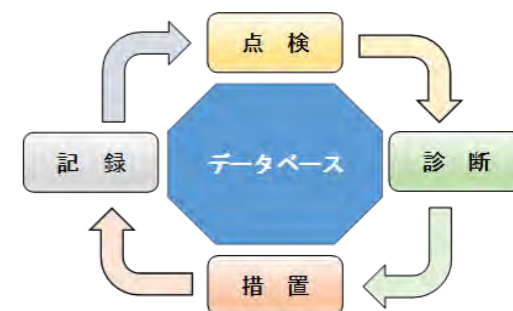 点 検
記 録
データベース
診 断
措 置